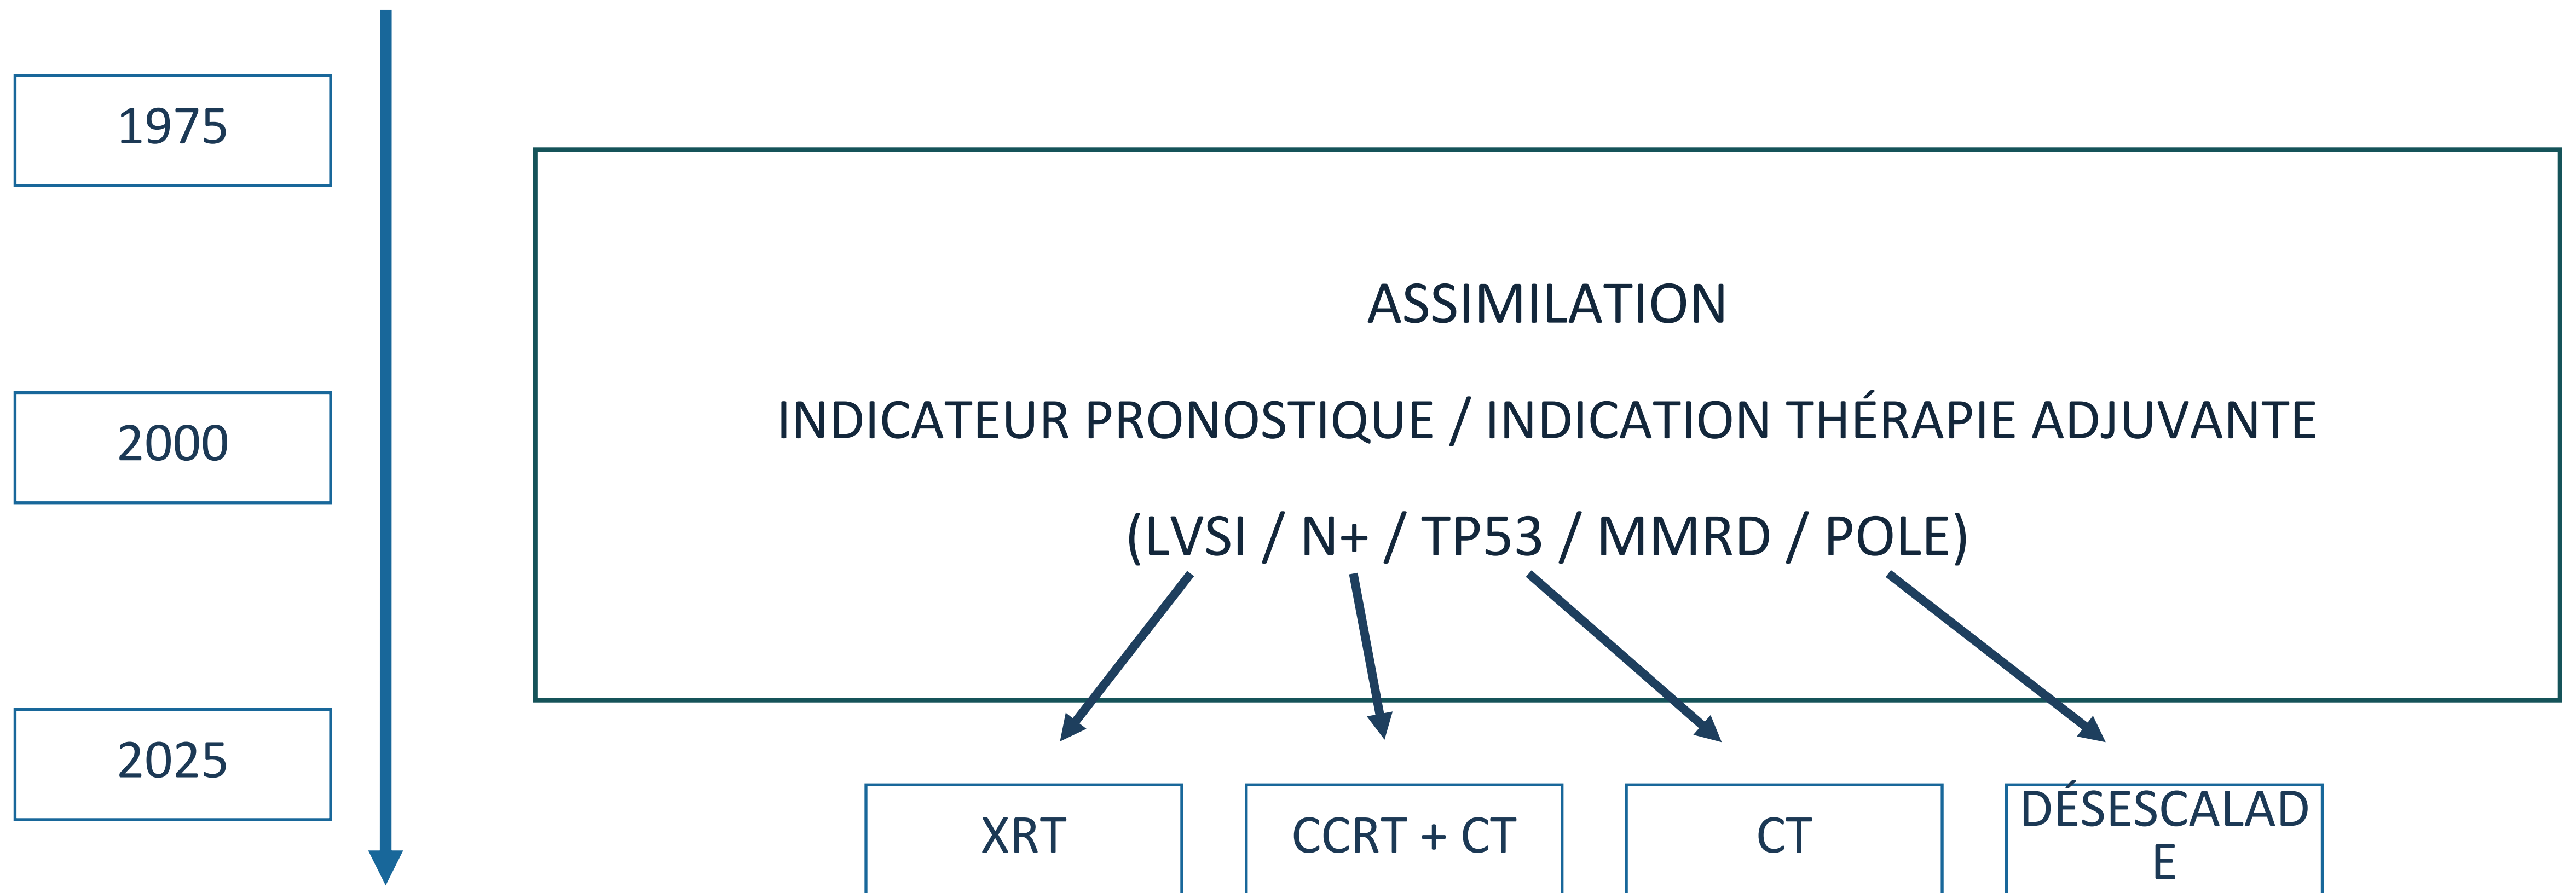 1975
2000
2025
ASSIMILATION
INDICATEUR PRONOSTIQUE / INDICATION THÉRAPIE ADJUVANTE
(LVSI / N+ / TP53 / MMRD / POLE)
XRT
CCRT + CT
CT
DÉSESCALAD
E